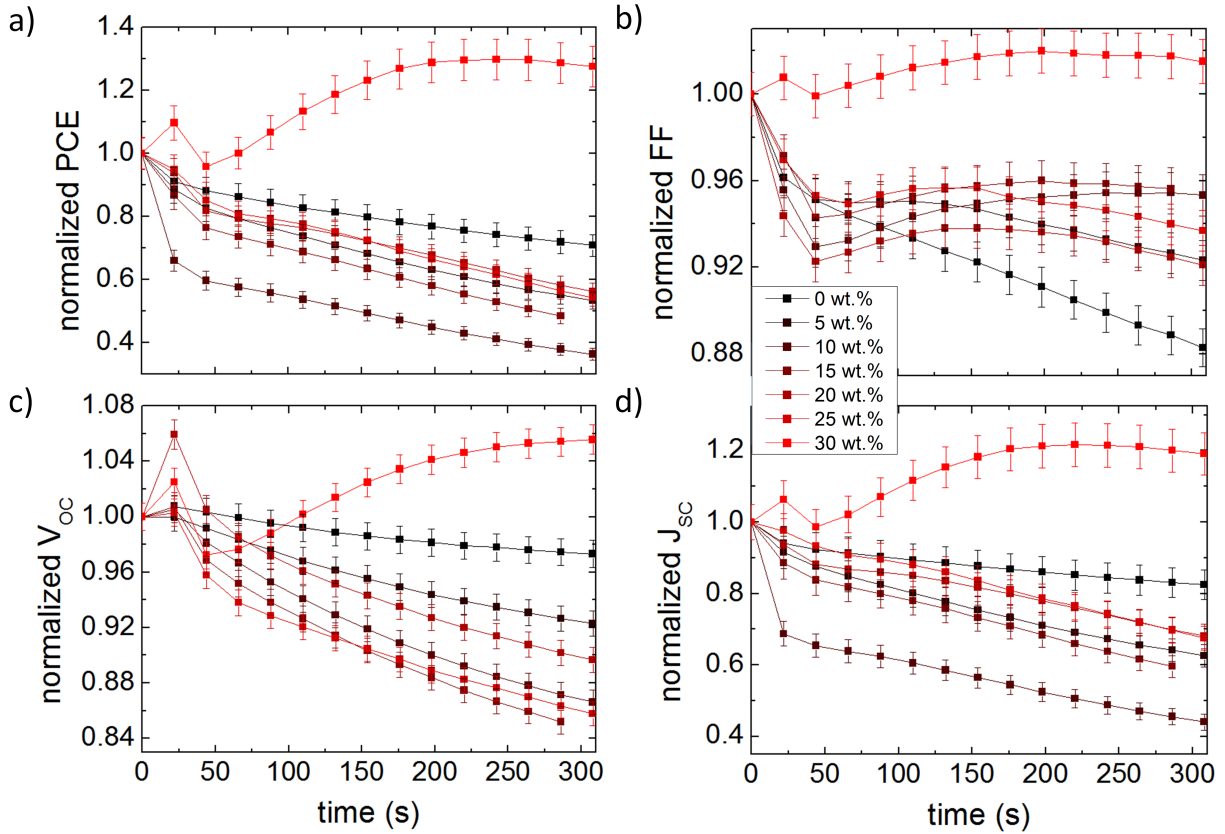 a)
normalized PCE
1.4
1.2
1.0
0.8
0.6
0.4
b)
normalized FF
1.00
0.96
0.92
0.88
0 wt.%
5 wt.%
10 wt.%
15 wt.%
20 wt.%
25 wt.%
30 wt.%
c)
normalized VOC
1.08
1.04
1.00
0.96
0.92
0.88
0.84
0 50 100 150 200 250 300
time (s)
d)
normalized JSC
1.2
1.0
0.8
0.6
0.4
0 50 100 150 200 250 300
time (s)